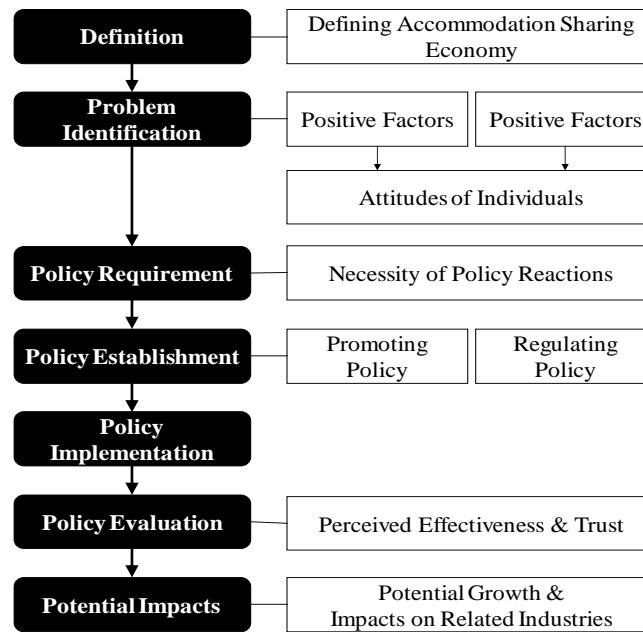 Definition
Defining Accommodation Sharing
Economy
Problem
Identification
Positive Factors
Positive Factors
Attitudes of Individuals
Policy Requirement
Necessity of Policy Reactions
Policy Establishment
Promoting
Policy
Regulating
Policy
Policy
Implementation
Policy Evaluation
Perceived Effectiveness & Trust
Potential Impacts
Potential Growth &
Impacts on Related Industries